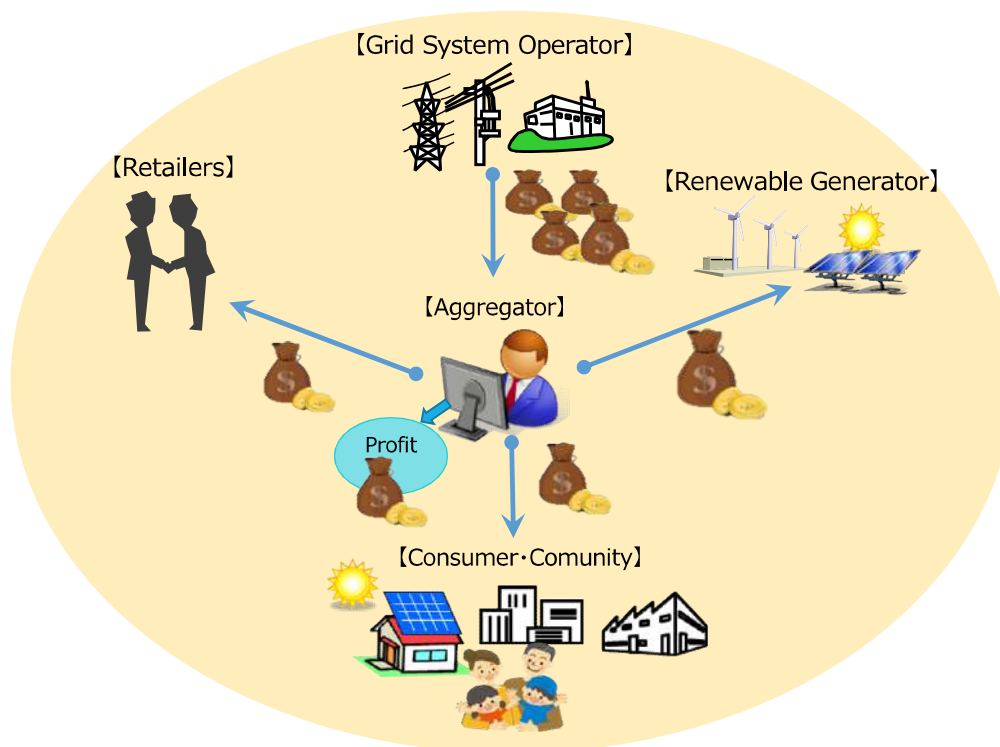 【Grid System Operator】
【Retailers】
【Renewable Generator】
【Aggregator】
Profit
【Consumer・Comunity】